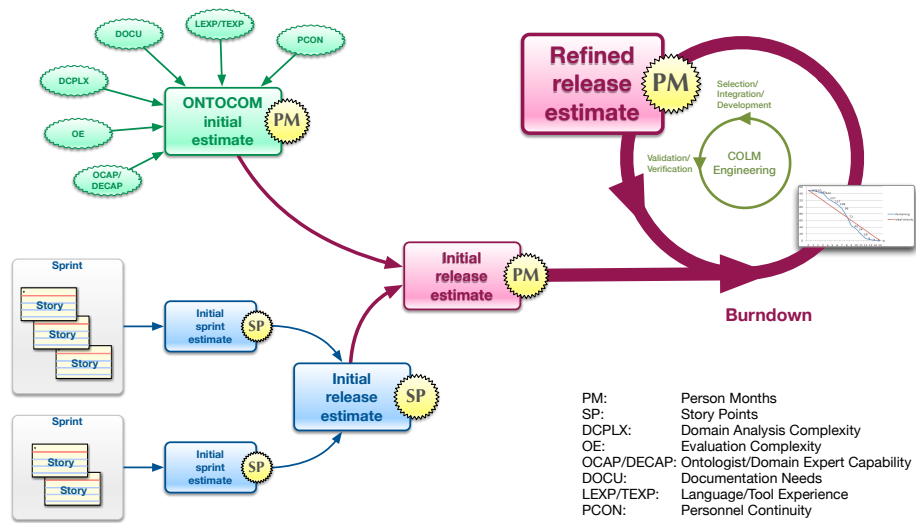 DOCU
LEXP/TEXP
PCON
DCPLX
OE
OCAP/
DECAP
ONTOCOM
initial
estimate
PM
Refined
release
estimate
PM
Selection/
Integration/
Development
Validation/
Verification
COLM
Engineering
Burndown
Initial
release
estimate
PM
Sprint
Story
Story
Story
Initial
sprint
estimate
SP
Initial
release
estimate
SP
Sprint
Story
Story
Initial
sprint
estimate
SP
PM: Person Months
SP: Story Points
DCPLX: Domain Analysis Complexity
OE: Evaluation Complexity
OCAP/DECAP: Ontologist/Domain Expert Capability
DOCU: Documentation Needs
LEXP/TEXP: Language/Tool Experience
PCON: Personnel Continuity